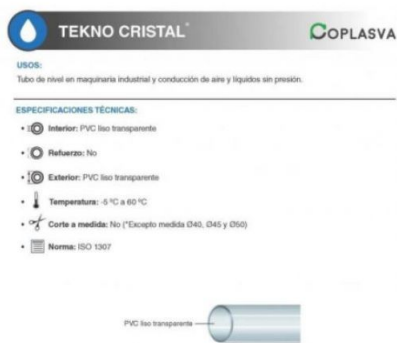 TEKNO CRISTAL
COPLASVA
USOS:
Tubo de nivel en maquinaria industrial y conducción de aire y líquidos sin presión.
ESPECIFICACIONES TÉCNICAS:
• Interior: PVC liso transparente
• Refuerzo: No
• Exterior: PVC liso transparente
• Temperatura: -5 ºC a 60 ºC
• Corte a medida: No (*Excepto medida Ø40, Ø45 y Ø50)
• Norma: ISO 1307
PVC liso transparente